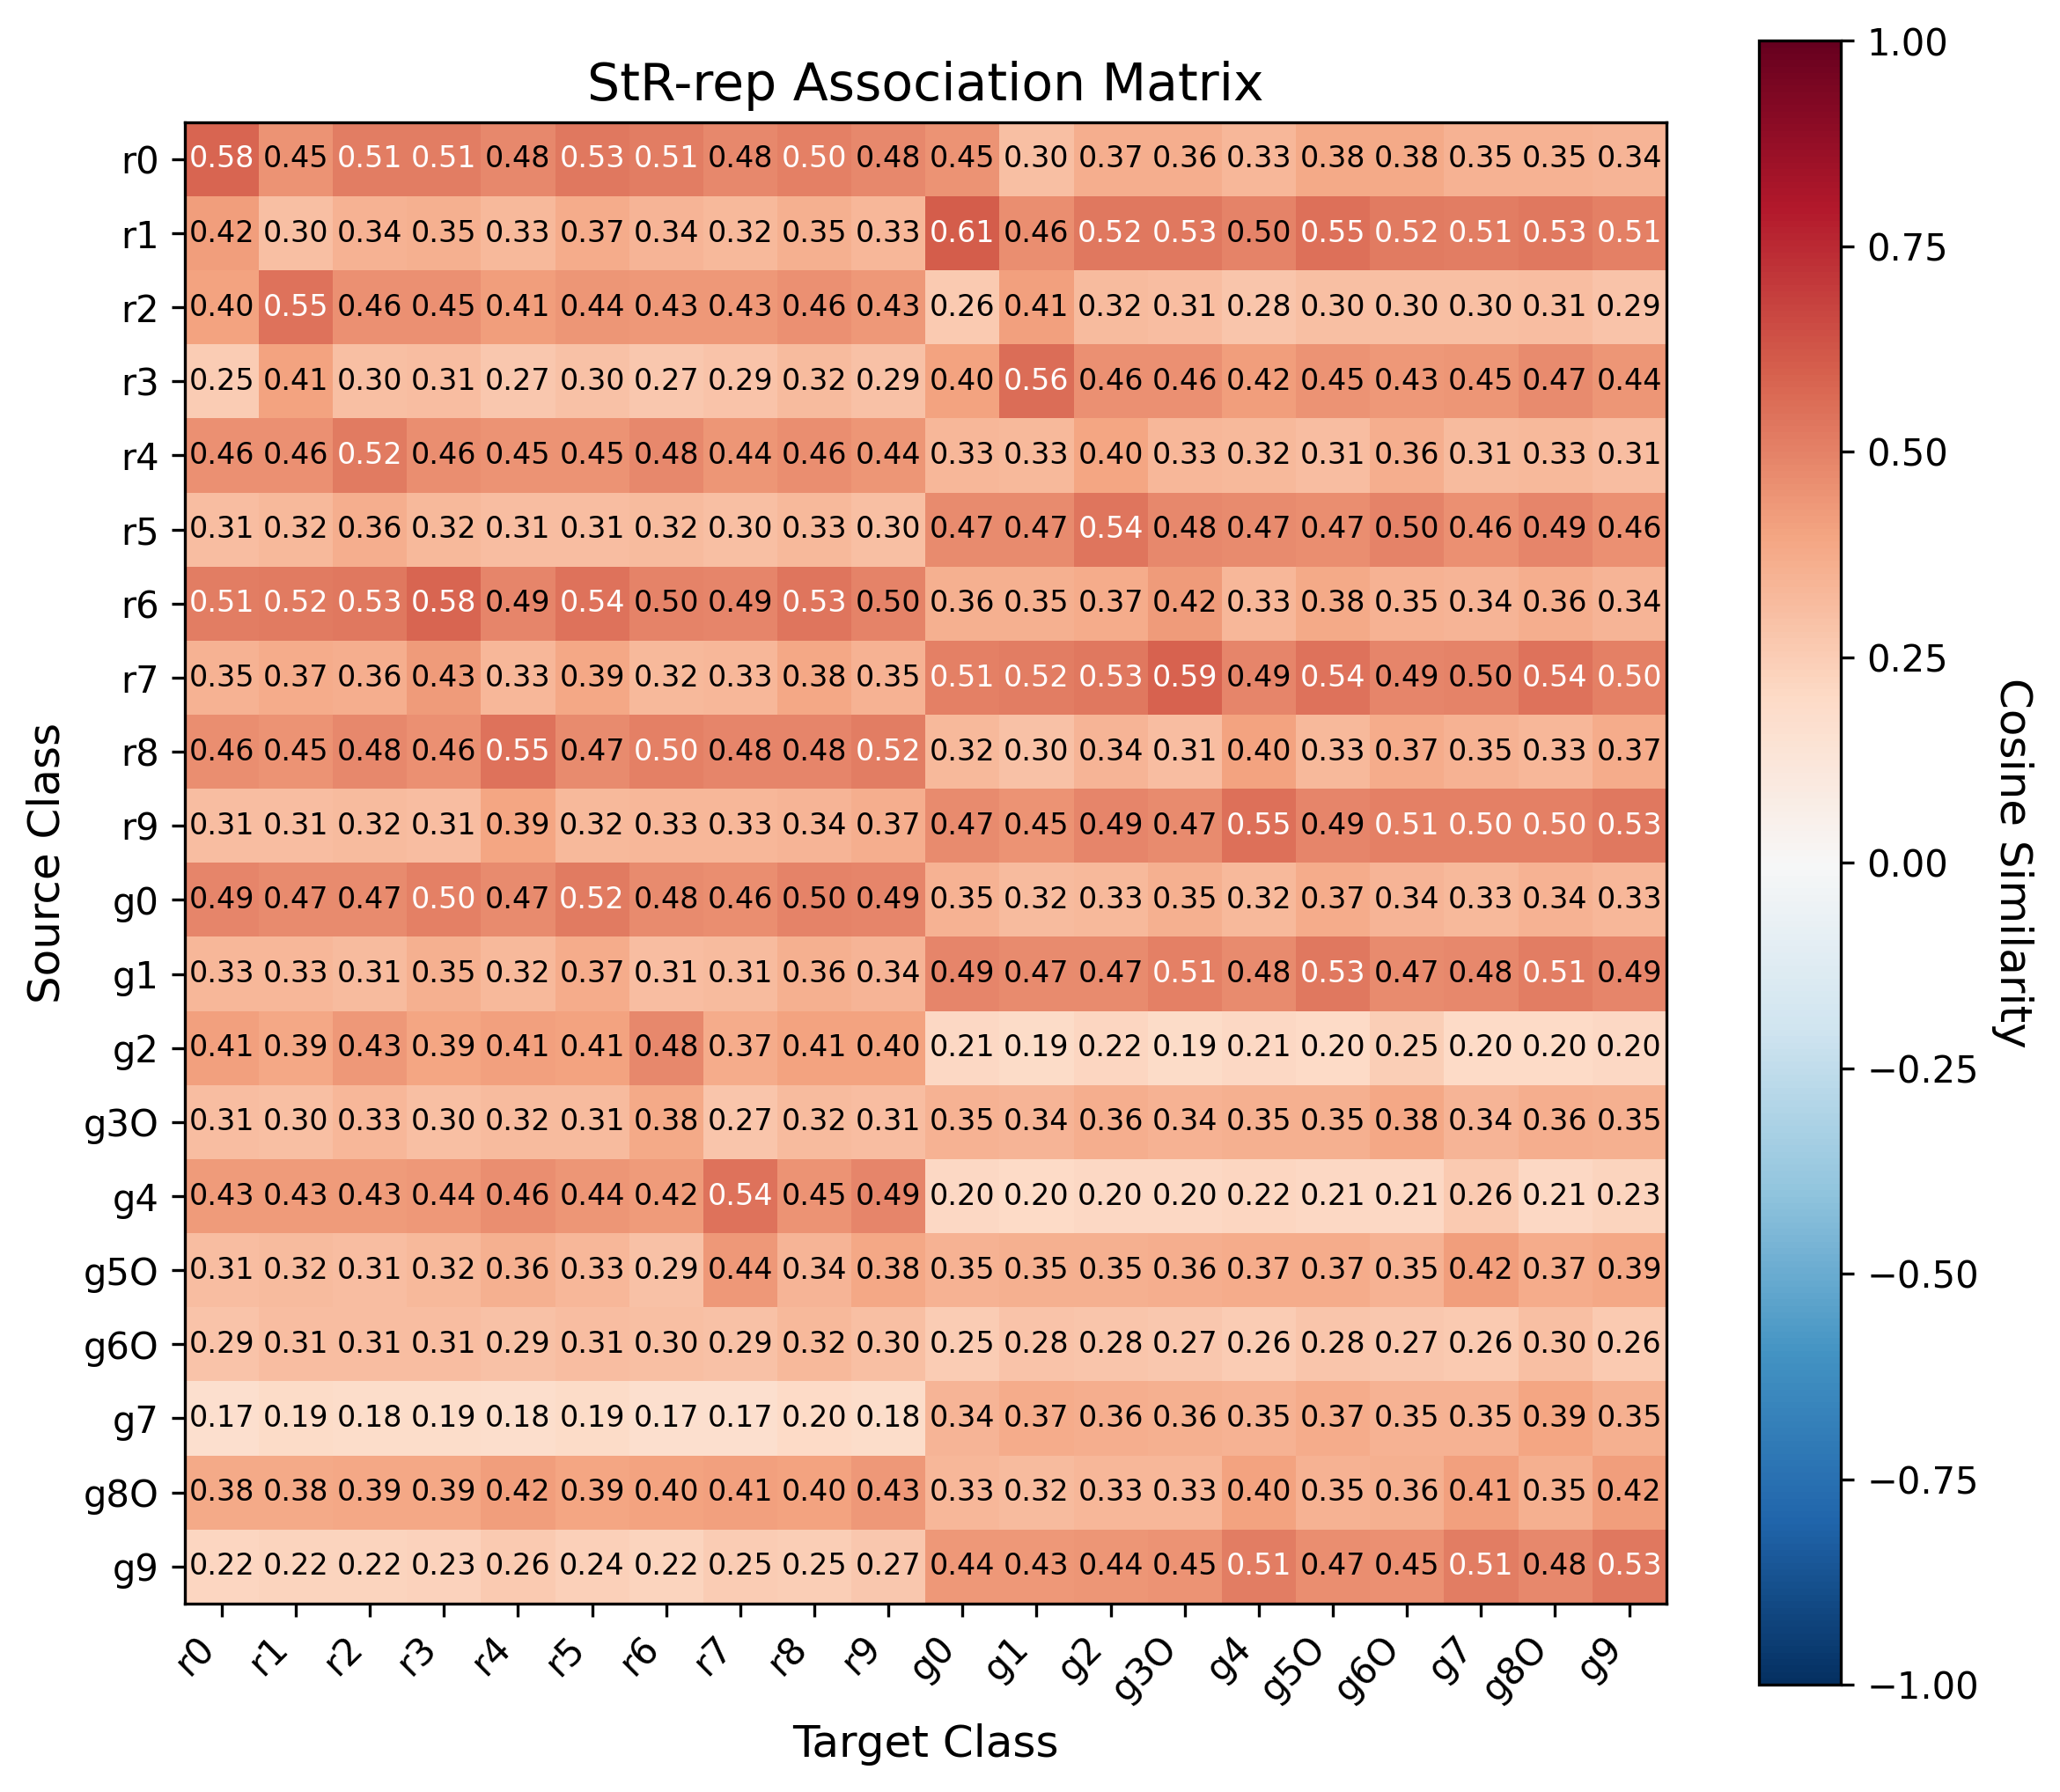 StR-rep Association Matrix
r0 0.58 0.45 0.51 0.51 0.48 0.53 0.51 0.48 0.50 0.48 0.45 0.30 0.37 0.36 0.33 0.38 0.38 0.35 0.35 0.34
r1 0.42 0.30 0.34 0.35 0.33 0.37 0.34 0.32 0.35 0.33 0.61 0.46 0.52 0.53 0.50 0.55 0.52 0.51 0.53 0.51
r2 0.40 0.55 0.46 0.45 0.41 0.44 0.43 0.43 0.46 0.43 0.26 0.41 0.32 0.31 0.28 0.30 0.30 0.30 0.31 0.29
r3 0.25 0.41 0.30 0.31 0.27 0.30 0.27 0.29 0.32 0.29 0.40 0.56 0.46 0.46 0.42 0.45 0.43 0.45 0.47 0.44
r4 0.46 0.46 0.52 0.46 0.45 0.45 0.48 0.44 0.46 0.44 0.33 0.33 0.40 0.33 0.32 0.31 0.36 0.31 0.33 0.31
r5 0.31 0.32 0.36 0.32 0.31 0.31 0.32 0.30 0.33 0.30 0.47 0.47 0.54 0.48 0.47 0.47 0.50 0.46 0.49 0.46
r6 0.51 0.52 0.53 0.58 0.49 0.54 0.50 0.49 0.53 0.50 0.36 0.35 0.37 0.42 0.33 0.38 0.35 0.34 0.36 0.34
r7 0.35 0.37 0.36 0.43 0.33 0.39 0.32 0.33 0.38 0.35 0.51 0.52 0.53 0.59 0.49 0.54 0.49 0.50 0.54 0.50
r8 0.46 0.45 0.48 0.46 0.55 0.47 0.50 0.48 0.48 0.52 0.32 0.30 0.34 0.31 0.40 0.33 0.37 0.35 0.33 0.37
r9 0.31 0.31 0.32 0.31 0.39 0.32 0.33 0.33 0.34 0.37 0.47 0.45 0.49 0.47 0.55 0.49 0.51 0.50 0.50 0.53
g0 0.49 0.47 0.47 0.50 0.47 0.52 0.48 0.46 0.50 0.49 0.35 0.32 0.33 0.35 0.32 0.37 0.34 0.33 0.34 0.33
g1 0.33 0.33 0.31 0.35 0.32 0.37 0.31 0.31 0.36 0.34 0.49 0.47 0.47 0.51 0.48 0.53 0.47 0.48 0.51 0.49
g2 0.41 0.39 0.43 0.39 0.41 0.41 0.48 0.37 0.41 0.40 0.21 0.19 0.22 0.19 0.21 0.20 0.25 0.20 0.20 0.20
g3O 0.31 0.30 0.33 0.30 0.32 0.31 0.38 0.27 0.32 0.31 0.35 0.34 0.36 0.34 0.35 0.35 0.38 0.34 0.36 0.35
g4 0.43 0.43 0.43 0.44 0.46 0.44 0.42 0.54 0.45 0.49 0.20 0.20 0.20 0.20 0.22 0.21 0.21 0.26 0.21 0.23
g5O 0.31 0.32 0.31 0.32 0.36 0.33 0.29 0.44 0.34 0.38 0.35 0.35 0.35 0.36 0.37 0.37 0.35 0.42 0.37 0.39
g6O 0.29 0.31 0.31 0.31 0.29 0.31 0.30 0.29 0.32 0.30 0.25 0.28 0.28 0.27 0.26 0.28 0.27 0.26 0.30 0.26
g7 0.17 0.19 0.18 0.19 0.18 0.19 0.17 0.17 0.20 0.18 0.34 0.37 0.36 0.36 0.35 0.37 0.35 0.35 0.39 0.35
g8O 0.38 0.38 0.39 0.39 0.42 0.39 0.40 0.41 0.40 0.43 0.33 0.32 0.33 0.33 0.40 0.35 0.36 0.41 0.35 0.42
g9 0.22 0.22 0.22 0.23 0.26 0.24 0.22 0.25 0.25 0.27 0.44 0.43 0.44 0.45 0.51 0.47 0.45 0.51 0.48 0.53
r0 r1 r2 r3 r4 r5 r6 r7 r8 r9 g0 g1 g2 g3O g4 g5O g6O g7 g8O g9
Target Class
Source Class
1.00
0.75
0.50
0.25
0.00
−0.25
−0.50
−0.75
−1.00
Cosine Similarity